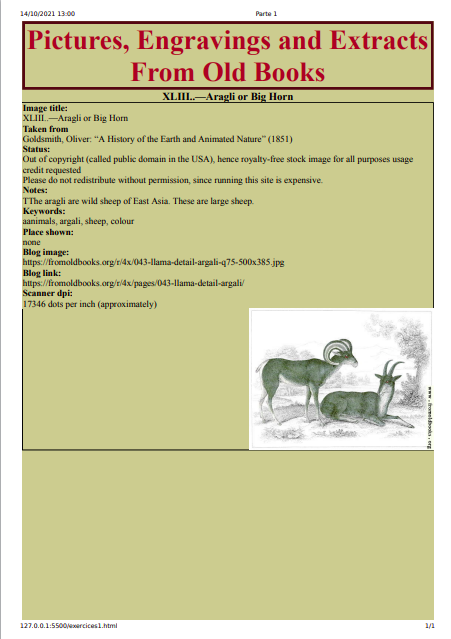 14/10/2021 13:00 Parte 1
Pictures, Engravings and Extracts
From Old Books
XLIII..—Aragli or Big Horn
Image title:
XLIII..—Aragli or Big Horn
Taken from
Goldsmith, Oliver: “A History of the Earth and Animated Nature” (1851)
Status:
Out of copyright (called public domain in the USA), hence royalty-free stock image for all purposes usage
credit requested
Please do not redistribute without permission, since running this site is expensive.
Notes:
TThe aragli are wild sheep of East Asia. These are large sheep.
Keywords:
aanimals, argali, sheep, colour
Place shown:
none
Blog image:
https://fromoldbooks.org/r/4x/043-llama-detail-argali-q75-500x385.jpg
Blog link:
https://fromoldbooks.org/r/4x/pages/043-llama-detail-argali/
Scanner dpi:
17346 dots per inch (approximately)
www.fromoldbooks.org
127.0.0.1:5500/exercices1.html 1/1